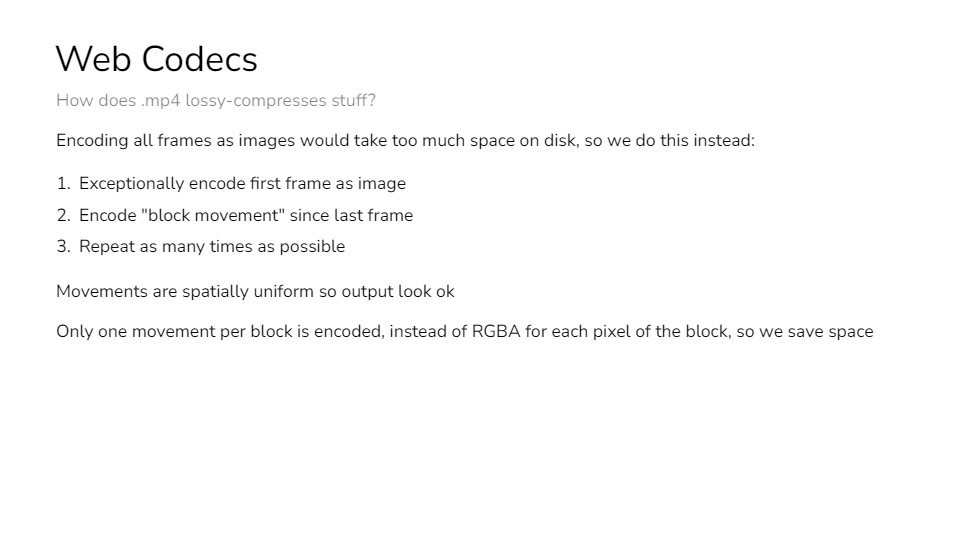 Web Codecs
How does .mp4 lossy-compresses stuff?
Encoding all frames as images would take too much space on disk, so we do this instead:
1. Exceptionally encode first frame as image
2. Encode "block movement" since last frame
3. Repeat as many times as possible
Movements are spatially uniform so output look ok
Only one movement per block is encoded, instead of RGBA for each pixel of the block, so we save space